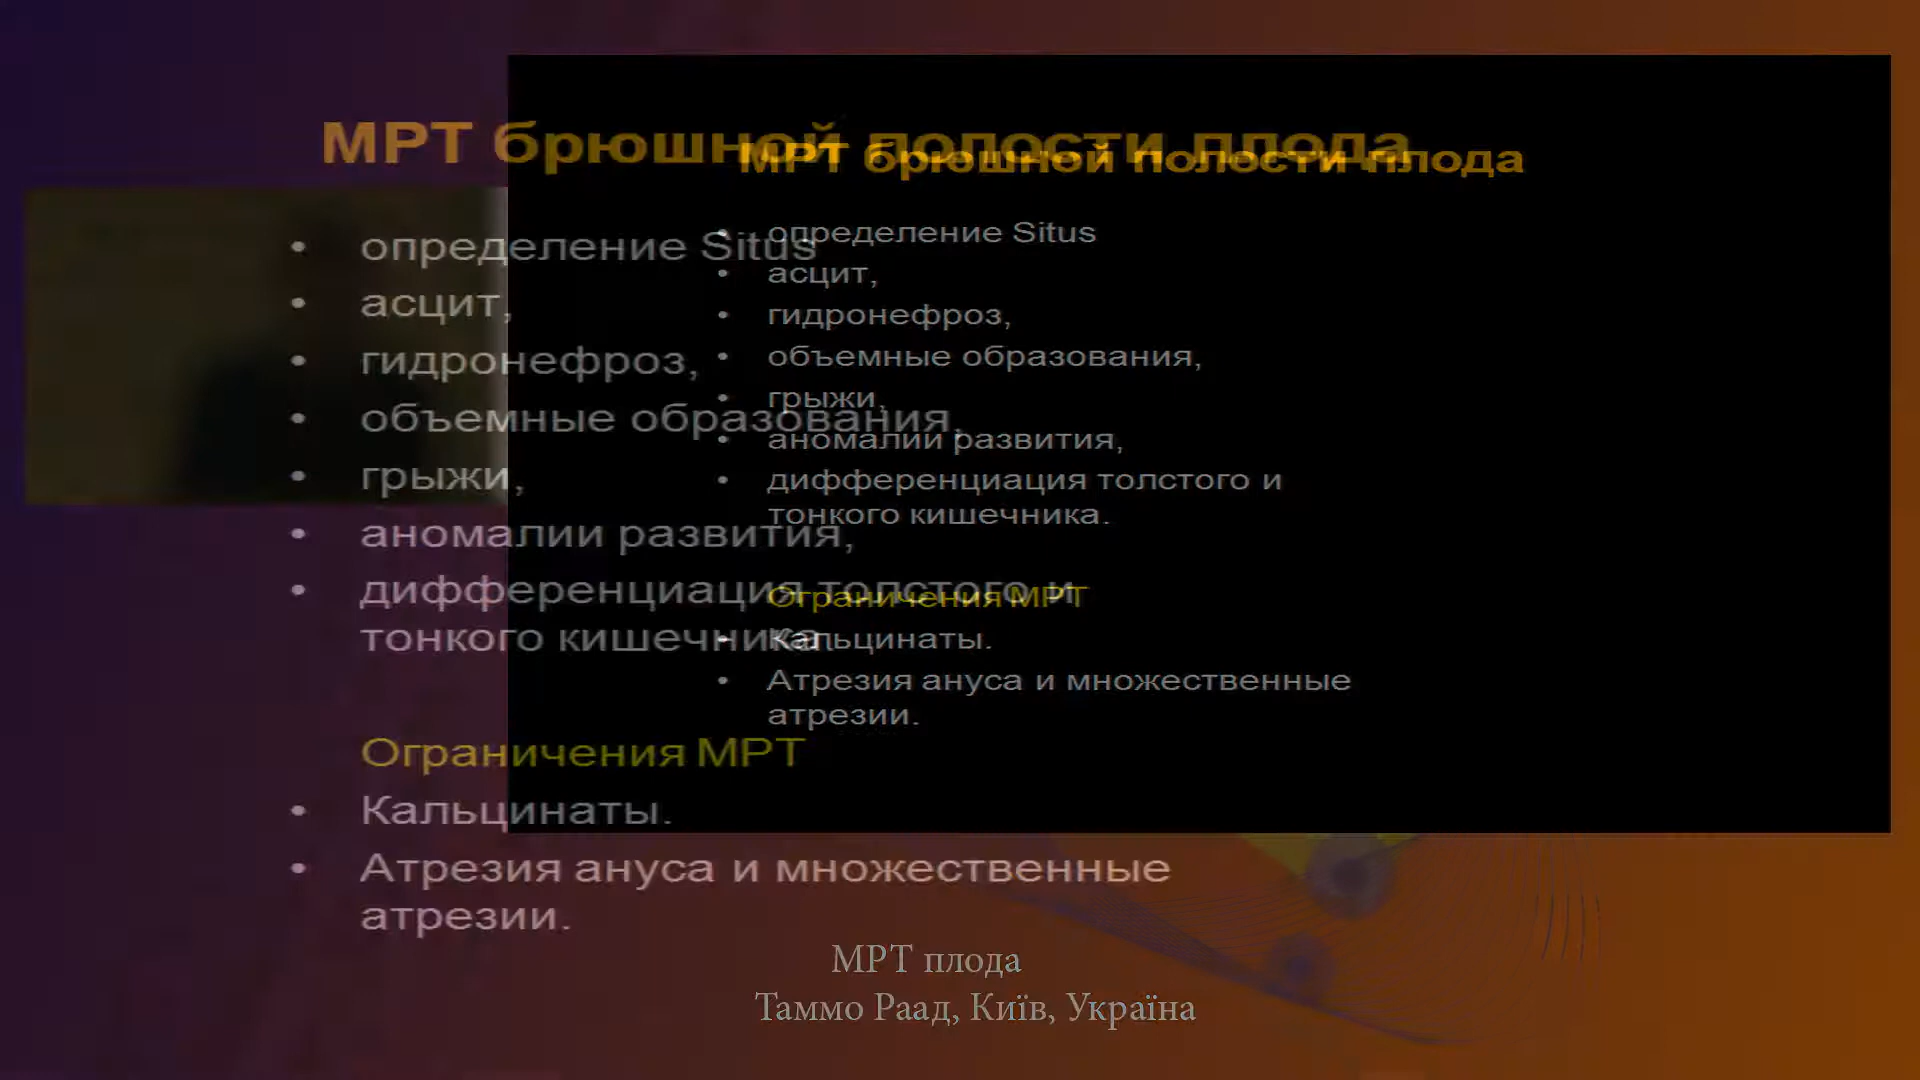 МРТ брюшной полости плода
• определение Situs
• асцит,
• гидронефроз,
• объемные образования,
• грыжи,
• аномалии развития,
• дифференциация толстого и
тонкого кишечника.
Ограничения МРТ
• Кальцинаты.
• Атрезия ануса и множественные
атрезии.
МРТ брюшной полости плода
• определение Situs
• асцит,
• гидронефроз,
• объемные образования,
• грыжи,
• аномалии развития,
• дифференциация толстого и
тонкого кишечника.
Ограничения МРТ
• Кальцинаты.
• Атрезия ануса и множественные
атрезии.
МРТ плода
Таммо Раад, Київ, Україна